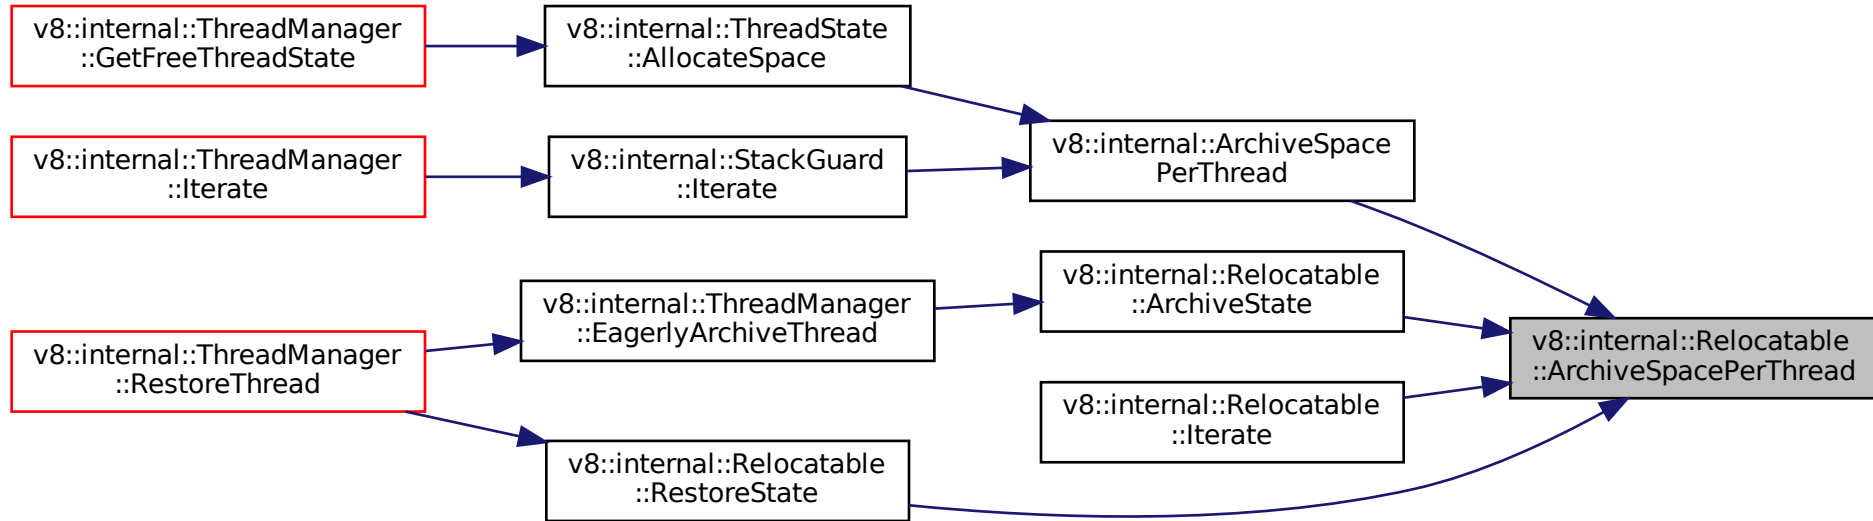 v8::internal::ThreadManager
::GetFreeThreadState
v8::internal::ThreadState
::AllocateSpace
v8::internal::ArchiveSpace
PerThread
v8::internal::ThreadManager
::Iterate
v8::internal::StackGuard
::Iterate
v8::internal::Relocatable
::ArchiveState
v8::internal::ThreadManager
::EagerlyArchiveThread
v8::internal::Relocatable
::ArchiveSpacePerThread
v8::internal::ThreadManager
::RestoreThread
v8::internal::Relocatable
::Iterate
v8::internal::Relocatable
::RestoreState